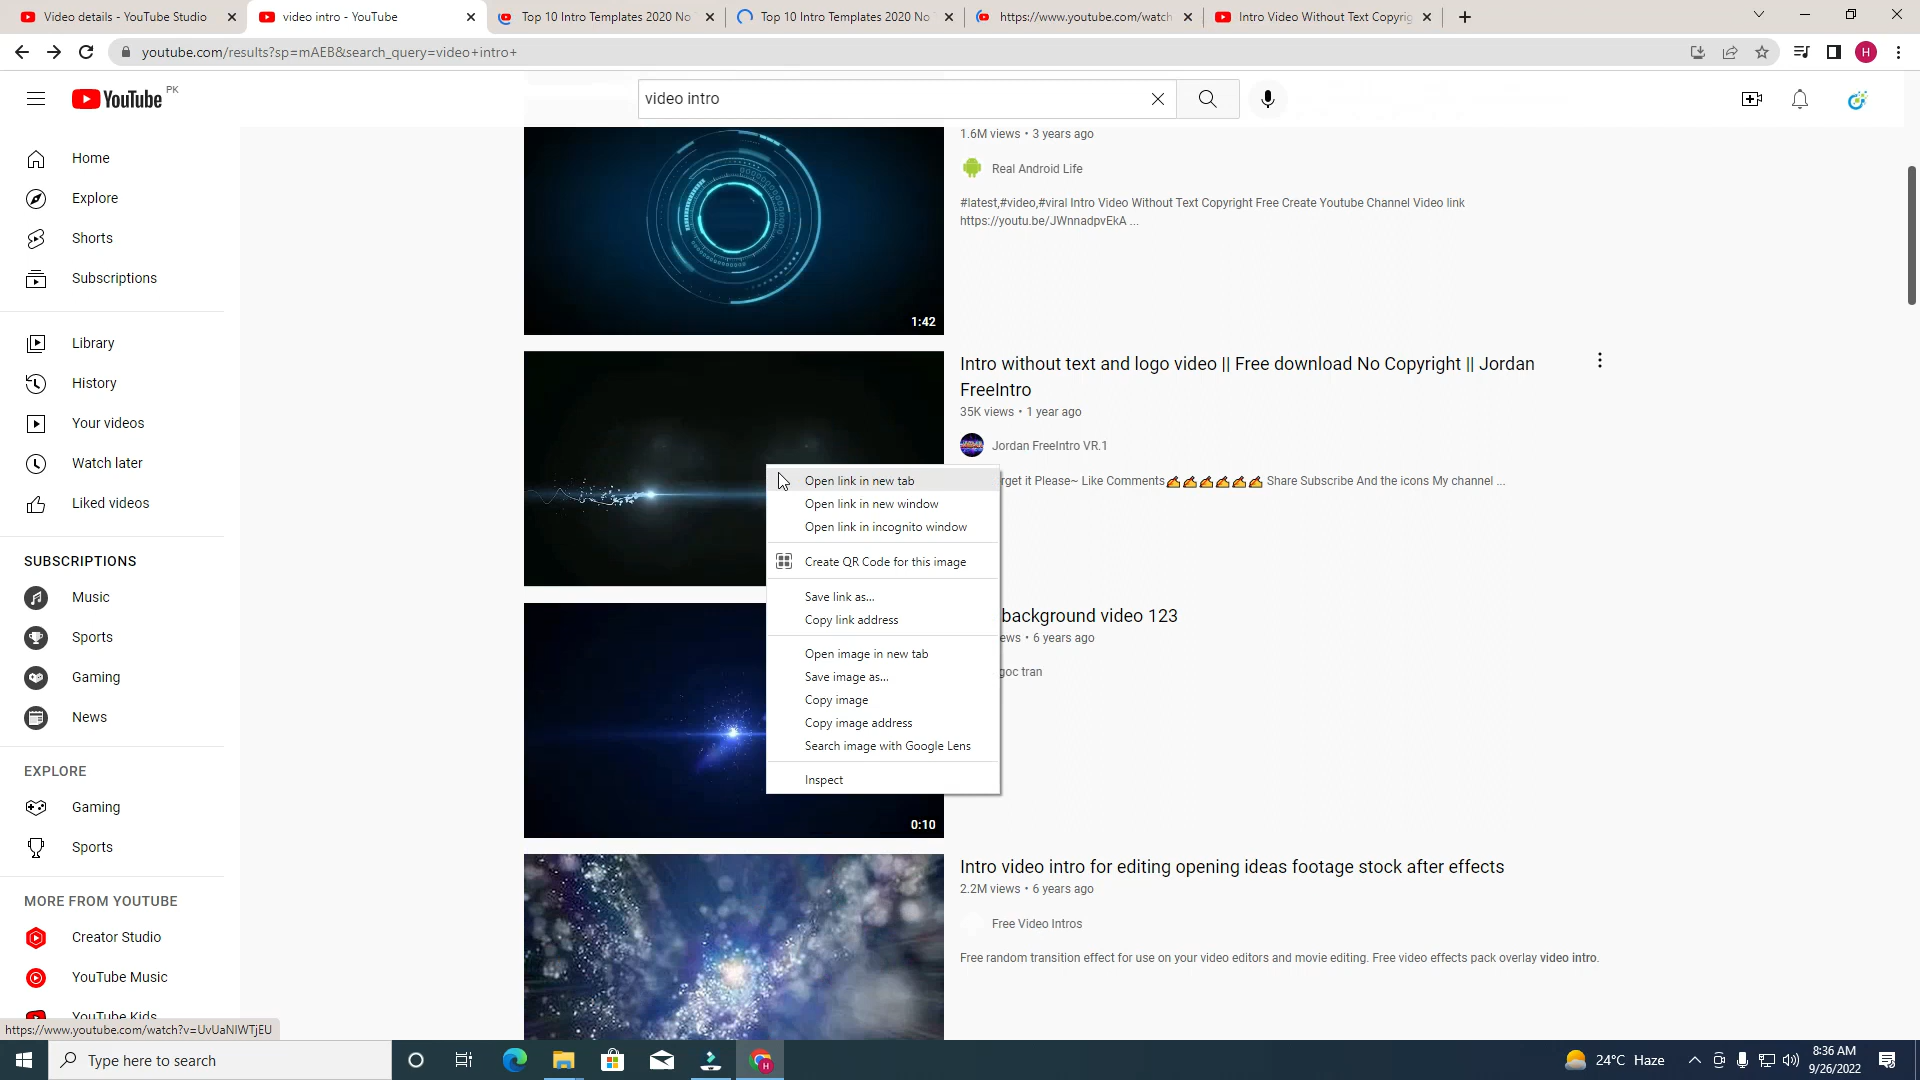 Video details - YouTube Studio
video intro - YouTube
Top 10 Intro Templates 2020 No
Top 10 Intro Templates 2020 No
https://www.youtube.com/watch
Intro Video Without Text Copyrig
youtube.com/results?sp=mAEB&search_query=video+intro+
H
YouTube PK
video intro
Home
Explore
Shorts
Subscriptions
Library
History
Your videos
Watch later
Liked videos
SUBSCRIPTIONS
Music
Sports
Gaming
News
EXPLORE
Gaming
Sports
MORE FROM YOUTUBE
Creator Studio
YouTube Music
YouTube Kids
https://www.youtube.com/watch?v=UvUaNIWTjEU
1:42
1.6M views • 3 years ago
Real Android Life
#latest,#video,#viral Intro Video Without Text Copyright Free Create Youtube Channel Video link
https://youtu.be/JWnnadpvEkA ...
Intro without text and logo video || Free download No Copyright || Jordan
FreeIntro
35K views • 1 year ago
Jordan FreeIntro VR.1
rget it Please~ Like Comments✍✍✍✍✍✍ Share Subscribe And the icons My channel ...
Open link in new tab
Open link in new window
Open link in incognito window
Create QR Code for this image
Save link as...
Copy link address
Open image in new tab
Save image as...
Copy image
Copy image address
Search image with Google Lens
Inspect
background video 123
ews • 6 years ago
goc tran
0:10
Intro video intro for editing opening ideas footage stock after effects
2.2M views • 6 years ago
Free Video Intros
Free random transition effect for use on your video editors and movie editing. Free video effects pack overlay video intro.
Type here to search
H
24°C Haze
8:36 AM
9/26/2022